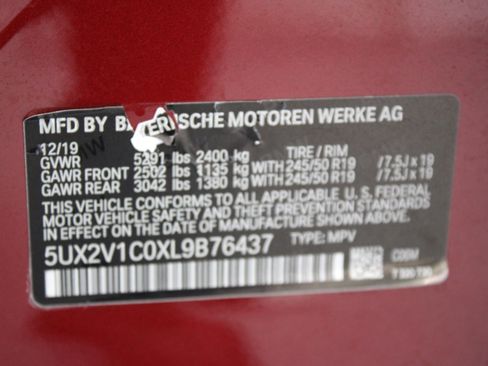 MFD BY BAYERISCHE MOTOREN WERKE AG
12/19
GVWR 5291 lbs 2400 kg TIRE / RIM
GAWR FRONT 2502 lbs 1135 kg WITH 245/50 R19 /7.5J x 19
GAWR REAR 3042 lbs 1380 kg WITH 245/50 R19 /7.5J x 19
THIS VEHICLE CONFORMS TO ALL APPLICABLE
U.S. FEDERAL MOTOR VEHICLE SAFETY
STANDARDS IN EFFECT ON THE DATE OF
MANUFACTURE SHOWN ABOVE.
5UX2V1C0XL9B76437 TYPE: MPV